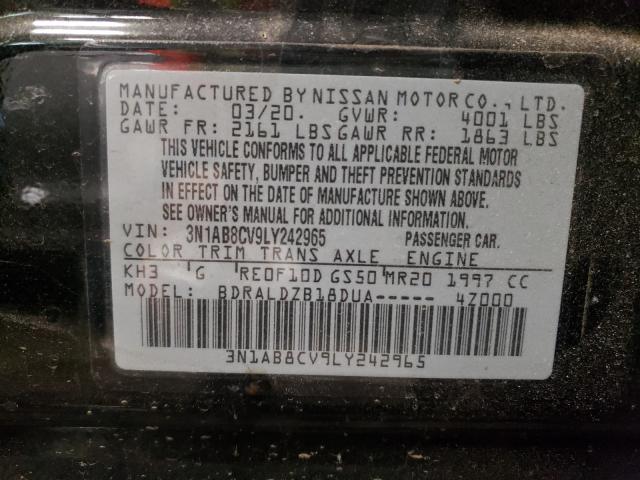 MANUFACTURED BY NISSAN MOTOR CO., LTD.
DATE: 03/20. GVWR: 4001 LBS
GAWR FR: 2161 LBS GAWR RR: 1863 LBS
THIS VEHICLE CONFORMS TO ALL APPLICABLE FEDERAL MOTOR
VEHICLE SAFETY, BUMPER AND THEFT PREVENTION STANDARDS
IN EFFECT ON THE DATE OF MANUFACTURE SHOWN ABOVE.
SEE OWNER'S MANUAL FOR ADDITIONAL INFORMATION.
VIN: 3N1AB8CV9LY242965 PASSENGER CAR.
COLOR TRIM TRANS AXLE ENGINE
KH3 G RE0F10D GS50 MR20 1997 CC
MODEL: BDRALDZB18DUA----- 4Z000
3N1AB8CV9LY242965